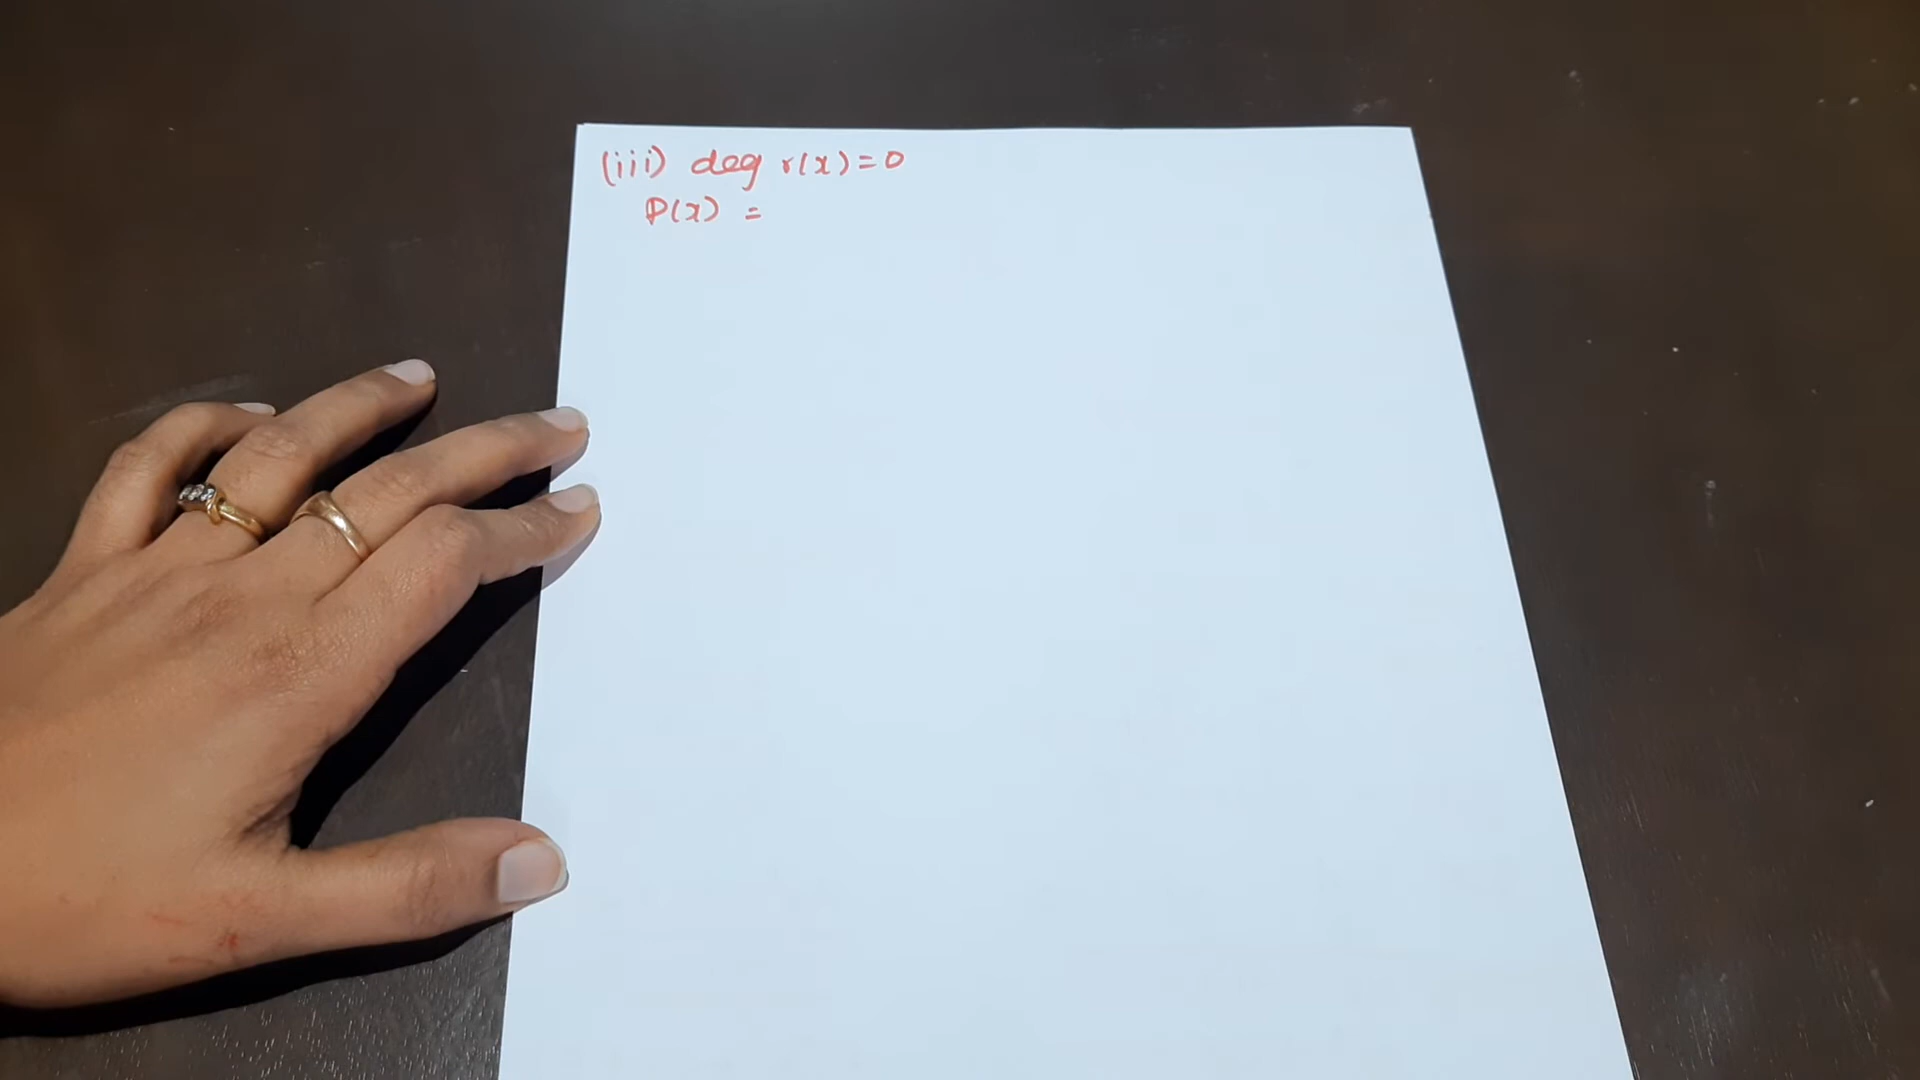 (iii) deg r(x)=0
P(x) =